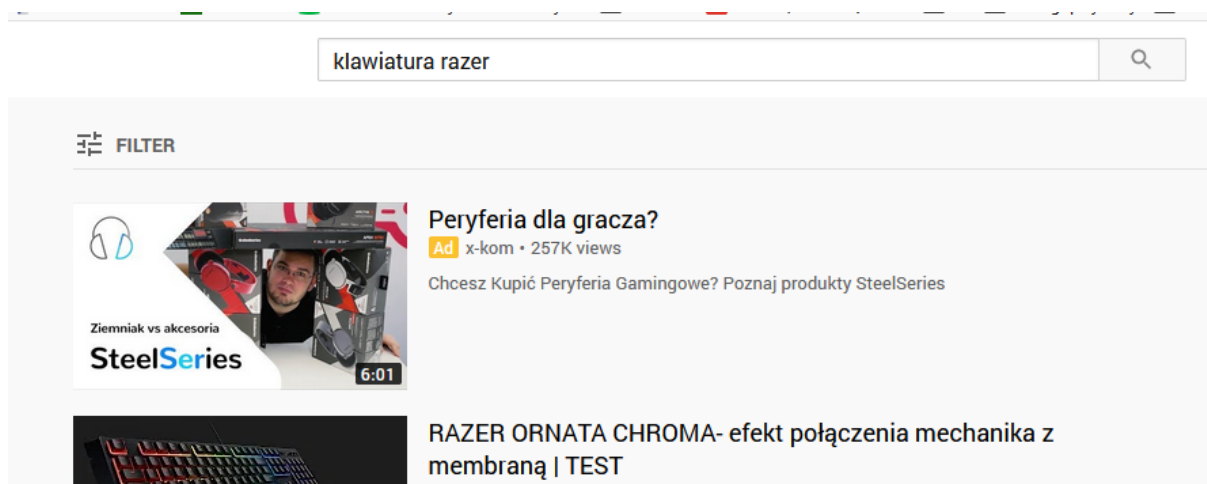 klawiatura razer
FILTER
Peryferia dla gracza?
Ad x-kom • 257K views
Chcesz Kupić Peryferia Gamingowe? Poznaj produkty SteelSeries
Ziemniak vs akcesoria
SteelSeries
6:01
RAZER ORNATA CHROMA- efekt połączenia mechanika z
membraną | TEST